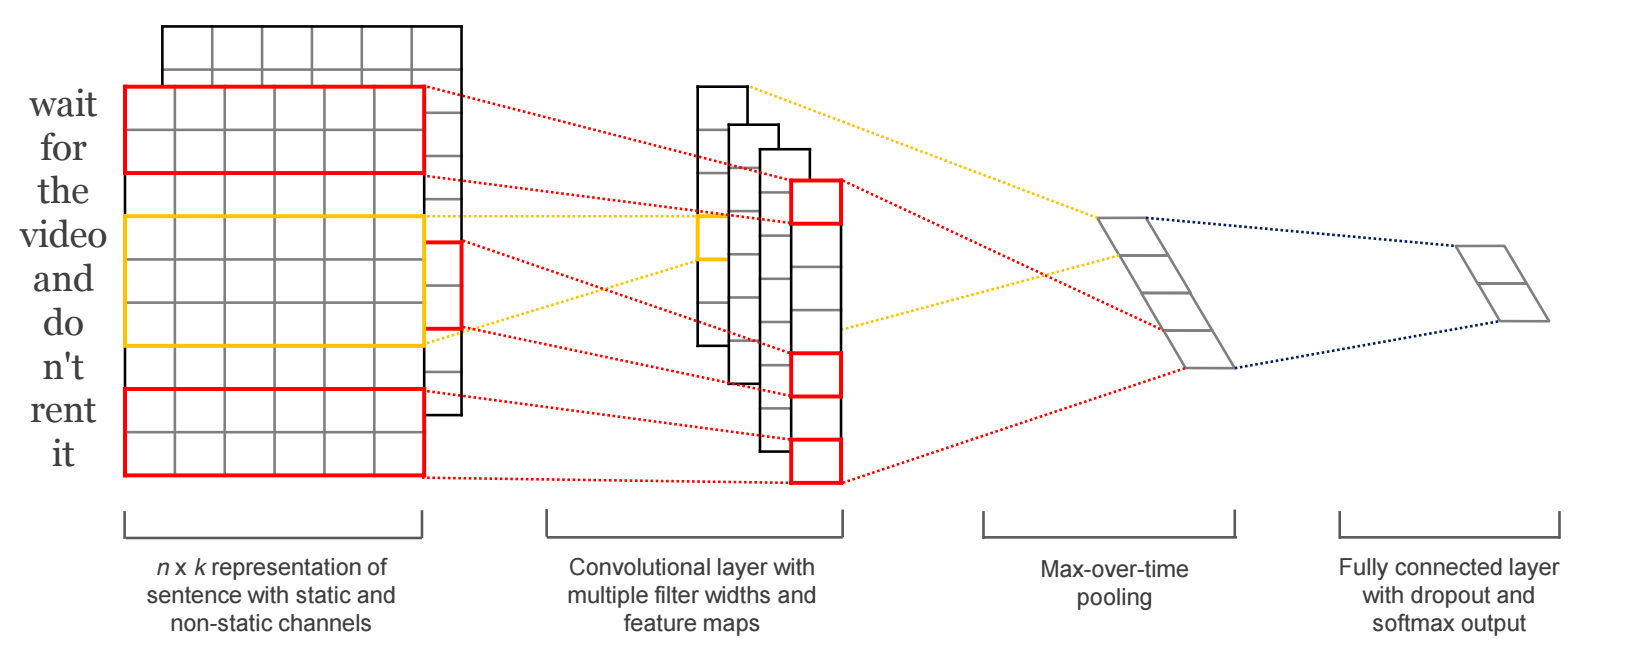 wait
for
the
video
and
do
n't
rent
it
n x k representation of
sentence with static and
non-static channels
Convolutional layer with
multiple filter widths and
feature maps
Max-over-time
pooling
Fully connected layer
with dropout and
softmax output